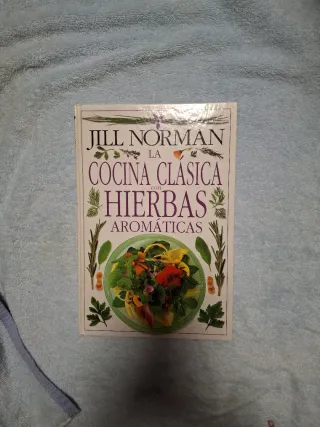 JILL NORMAN
LA
COCINA CLÁSICA
CON
HIERBAS
AROMÁTICAS